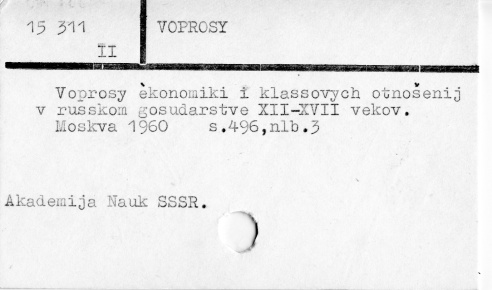 15 311 VOPROSY
II
Voprosy èkonomiki i klassovych otnošenij
v russkom gosudarstve XII-XVII vekov.
Moskva 1960 s.496,nlb.3
Akademija Nauk SSSR.